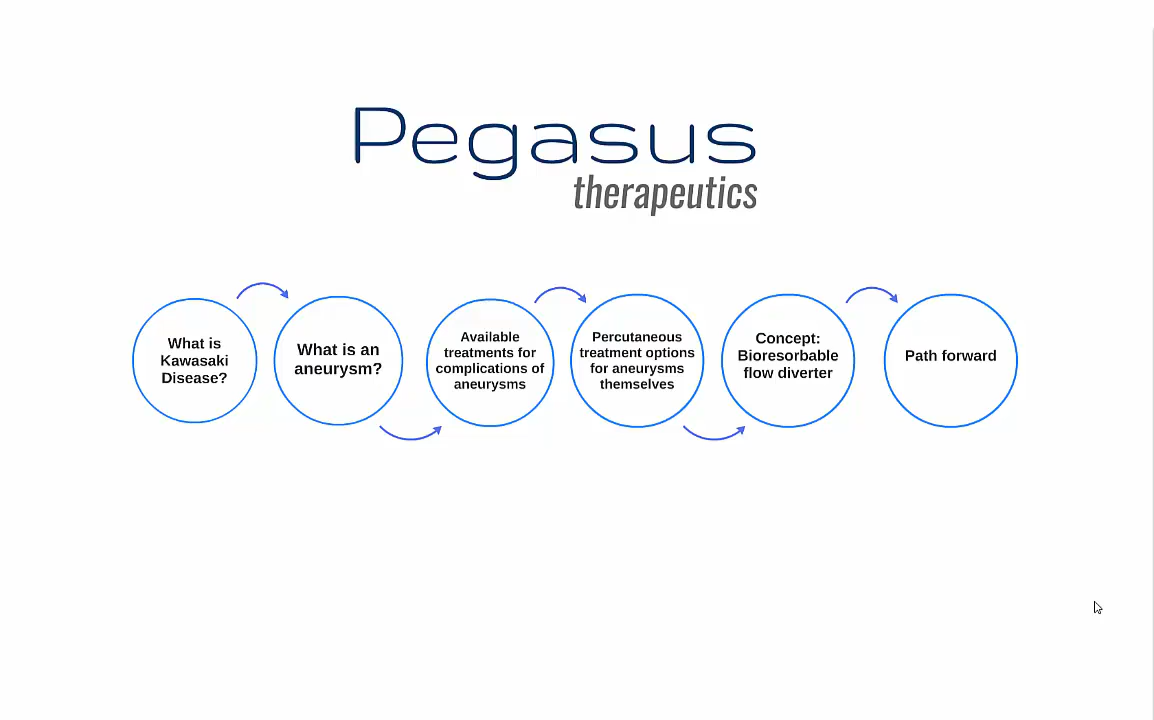 Pegasus
therapeutics
What is
Kawasaki
Disease?
What is an
aneurysm?
Available
treatments for
complications of
aneurysms
Percutaneous
treatment options
for aneurysms
themselves
Concept:
Bioresorbable
flow diverter
Path forward